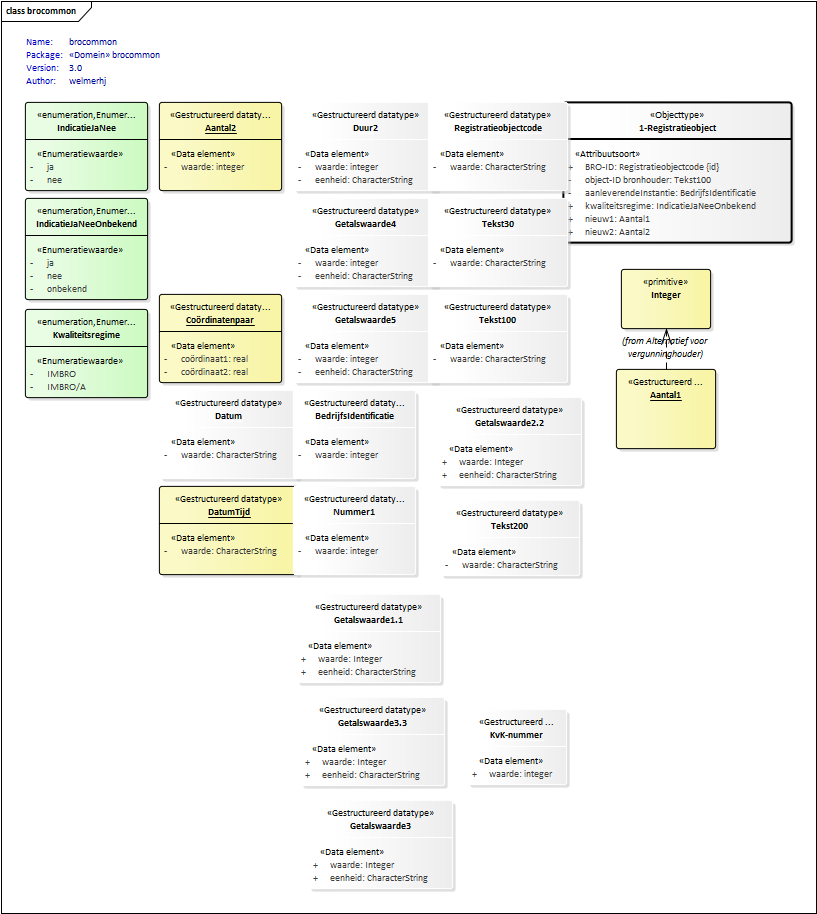 class brocommon
Name: brocommon
Package: «Domein» brocommon
Version: 3.0
Author: welmerhj
«enumeration,Enumer...
IndicatieJaNee
«Enumeratiewaarde»
- ja
- nee
«Gestructureerd dataty...
Aantal2
«Data element»
- waarde: integer
«Gestructureerd datatype»
Duur2
«Data element»
- waarde: integer
- eenheid: CharacterString
«Gestructureerd datatype»
Registratieobjectcode
«Data element»
- waarde: CharacterString
«Objecttype»
1-Registratieobject
«Attribuutsoort»
+ BRO-ID: Registratieobjectcode {id}
- object-ID bronhouder: Tekst100
- aanleverendeInstantie: BedrijfsIdentificatie
+ kwaliteitsregime: IndicatieJaNeeOnbekend
+ nieuw1: Aantal1
+ nieuw2: Aantal2
«enumeration,Enumer...
IndicatieJaNeeOnbekend
«Enumeratiewaarde»
- ja
- nee
- onbekend
«Gestructureerd datatype»
Getalswaarde4
«Data element»
- waarde: integer
- eenheid: CharacterString
«Gestructureerd datatype»
Tekst30
«Data element»
- waarde: CharacterString
«primitive»
Integer
(from Alternatief voor
vergunninghouder)
«enumeration,Enumer...
Kwaliteitsregime
«Enumeratiewaarde»
- IMBRO
- IMBRO/A
«Gestructureerd dataty...
Coördinatenpaar
«Data element»
- coördinaat1: real
- coördinaat2: real
«Gestructureerd datatype»
Getalswaarde5
«Data element»
- waarde: integer
- eenheid: CharacterString
«Gestructureerd datatype»
Tekst100
«Data element»
- waarde: CharacterString
«Gestructureerd ...
Aantal1
«Gestructureerd datatype»
Datum
«Data element»
- waarde: CharacterString
«Gestructureerd dataty...
BedrijfsIdentificatie
«Data element»
- waarde: integer
«Gestructureerd datatype»
Getalswaarde2.2
«Data element»
+ waarde: Integer
+ eenheid: CharacterString
«Gestructureerd datatype»
DatumTijd
«Data element»
- waarde: CharacterString
«Gestructureerd dataty...
Nummer1
«Data element»
- waarde: integer
«Gestructureerd datatype»
Tekst200
«Data element»
- waarde: CharacterString
«Gestructureerd datatype»
Getalswaarde1.1
«Data element»
+ waarde: Integer
+ eenheid: CharacterString
«Gestructureerd datatype»
Getalswaarde3.3
«Data element»
+ waarde: Integer
+ eenheid: CharacterString
«Gestructureerd ...
KvK-nummer
«Data element»
+ waarde: integer
«Gestructureerd datatype»
Getalswaarde3
«Data element»
+ waarde: Integer
+ eenheid: CharacterString